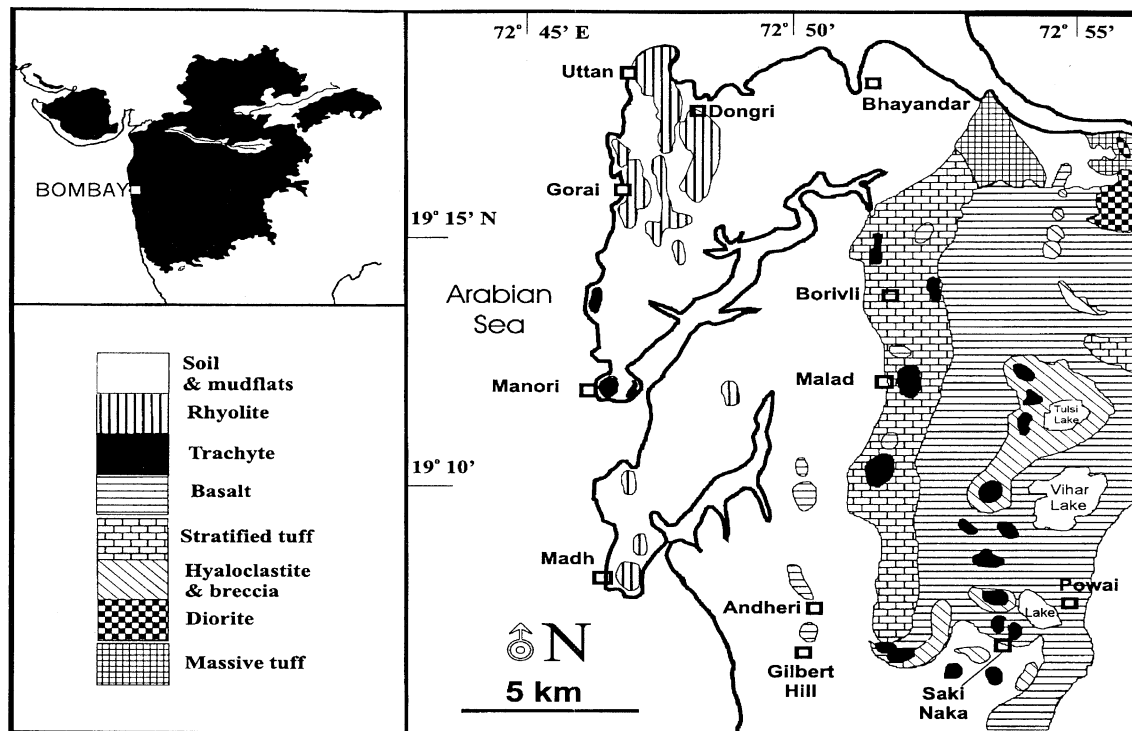 BOMBAY
Soil
& mudflats
Rhyolite
Trachyte
Basalt
Stratified tuff
Hyaloclastite
& breccia
Diorite
Massive tuff
72° 45' E
72° 50'
72° 55'
Uttan
Dongri
Bhayandar
Gorai
19° 15' N
Arabian
Sea
Borivli
Manori
Malad
Tulsi
Lake
19° 10'
Vihar
Lake
Madh
Andheri
Powai
Lake
N
Gilbert
Hill
5 km
Saki
Naka